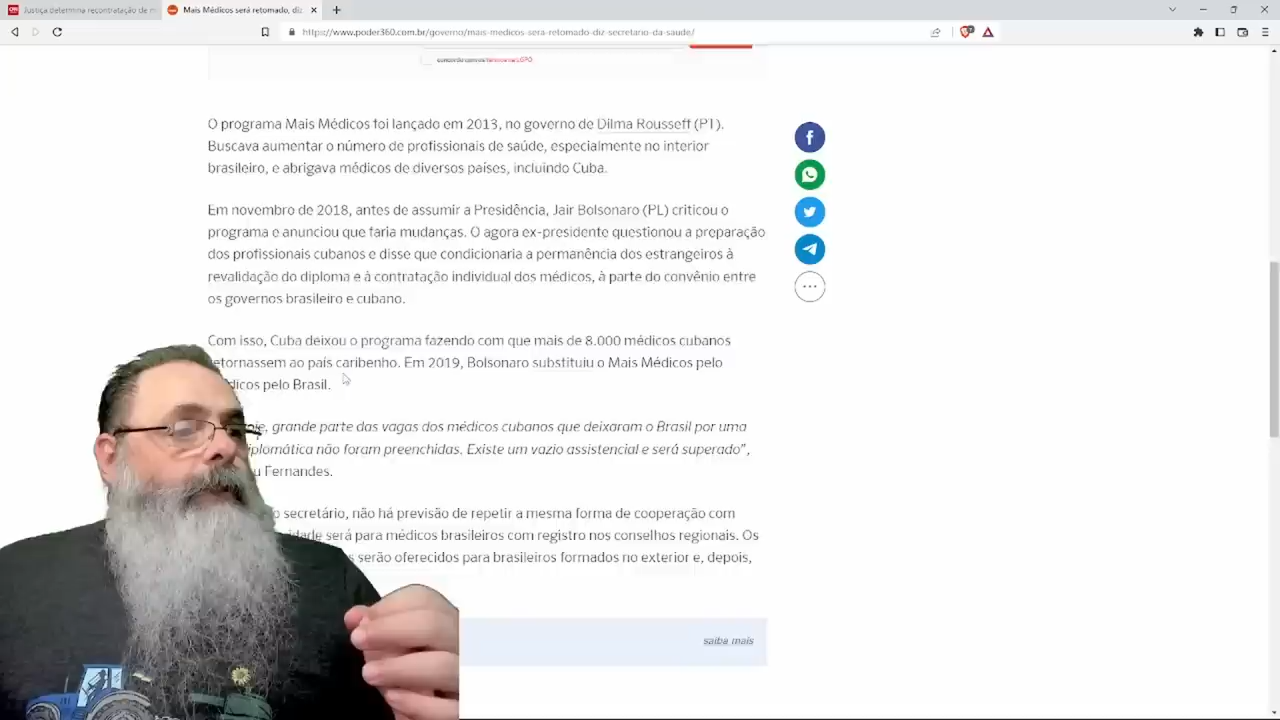 Justiça determina recontratação de m
Mais Médicos será retomado, diz
https://www.poder360.com.br/governo/mais-medicos-sera-retomado-diz-secretario-da-saude/
O programa Mais Médicos foi lançado em 2013, no governo de Dilma Rousseff (PT).
Buscava aumentar o número de profissionais de saúde, especialmente no interior
brasileiro, e abrigava médicos de diversos países, incluindo Cuba.
Em novembro de 2018, antes de assumir a Presidência, Jair Bolsonaro (PL) criticou o
programa e anunciou que faria mudanças. O agora ex-presidente questionou a preparação
dos profissionais cubanos e disse que condicionaria a permanência dos estrangeiros à
revalidação do diploma e à contratação individual dos médicos, à parte do convênio entre
os governos brasileiro e cubano.
Com isso, Cuba deixou o programa fazendo com que mais de 8.000 médicos cubanos
retornassem ao país caribenho. Em 2019, Bolsonaro substituiu o Mais Médicos pelo
dicos pelo Brasil.
je, grande parte das vagas dos médicos cubanos que deixaram o Brasil por uma
iplomática não foram preenchidas. Existe um vazio assistencial e será superado",
u Fernandes.
o secretário, não há previsão de repetir a mesma forma de cooperação com
idade será para médicos brasileiros com registro nos conselhos regionais. Os
s serão oferecidos para brasileiros formados no exterior e, depois,
saiba mais